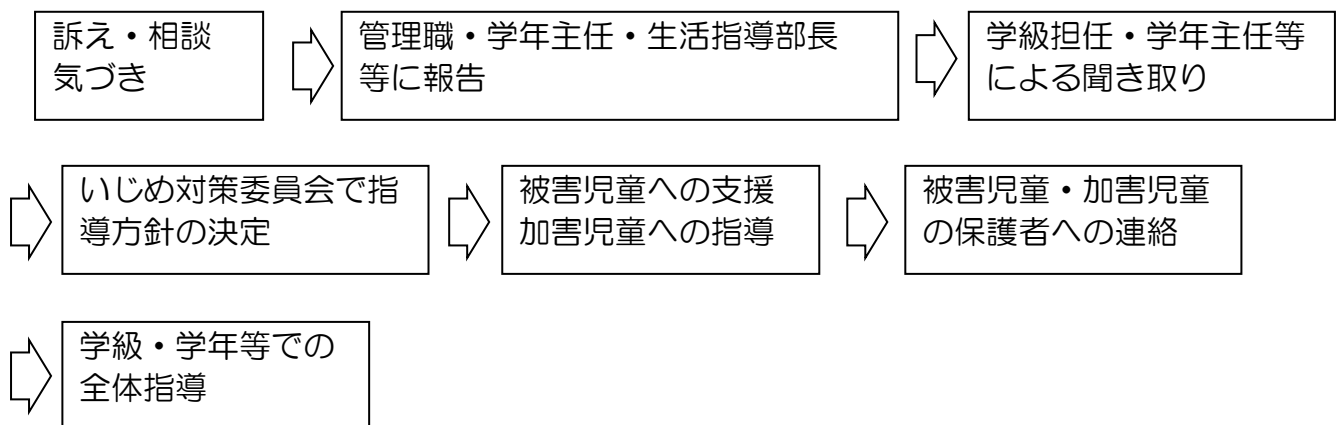 訴え・相談
気づき
管理職・学年主任・生活指導部長
等に報告
学級担任・学年主任等
による聞き取り
いじめ対策委員会で指
導方針の決定
被害児童への支援
加害児童への指導
被害児童・加害児童
の保護者への連絡
学級・学年等での
全体指導